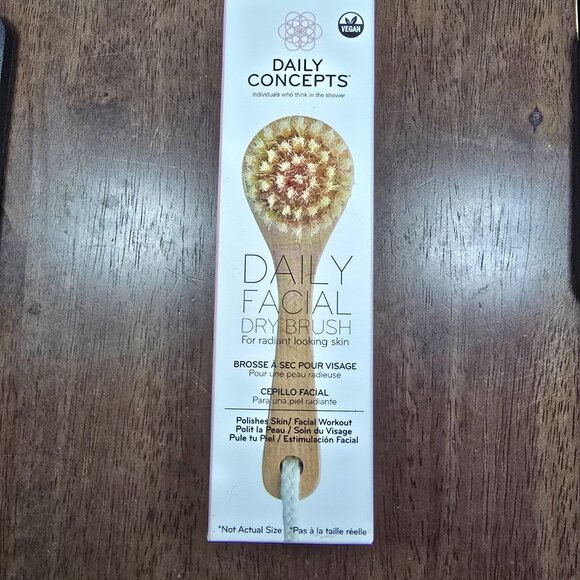 VEGAN
DAILY
CONCEPTS
Individuals who think in the shower
DAILY
FACIAL
DRY BRUSH
For radiant looking skin
BROSSE À SEC POUR VISAGE
Pour une peau radieuse
CEPILLO FACIAL
Para una piel radiante
Polishes Skin/ Facial Workout
Polit la Peau / Soin du Visage
Pule tu Piel / Estimulación Facial
*Not Actual Size *Pas à la taille réelle